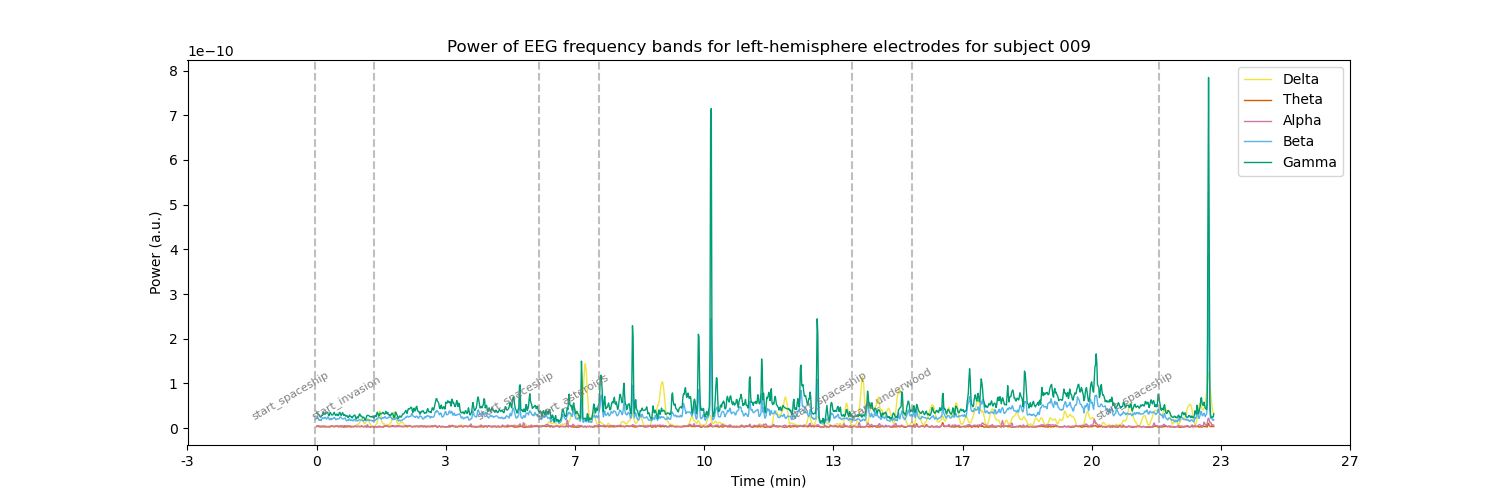 Power of EEG frequency bands for left-hemisphere electrodes for subject 009
1e−10
8
7
6
5
4
3
2
1
0
Power (a.u.)
Delta
Theta
Alpha
Beta
Gamma
start_spaceship
start_invasion
start_spaceship
start_asteroids
start_spaceship
start_underwood
start_spaceship
-3
0
3
7
10
13
17
20
23
27
Time (min)